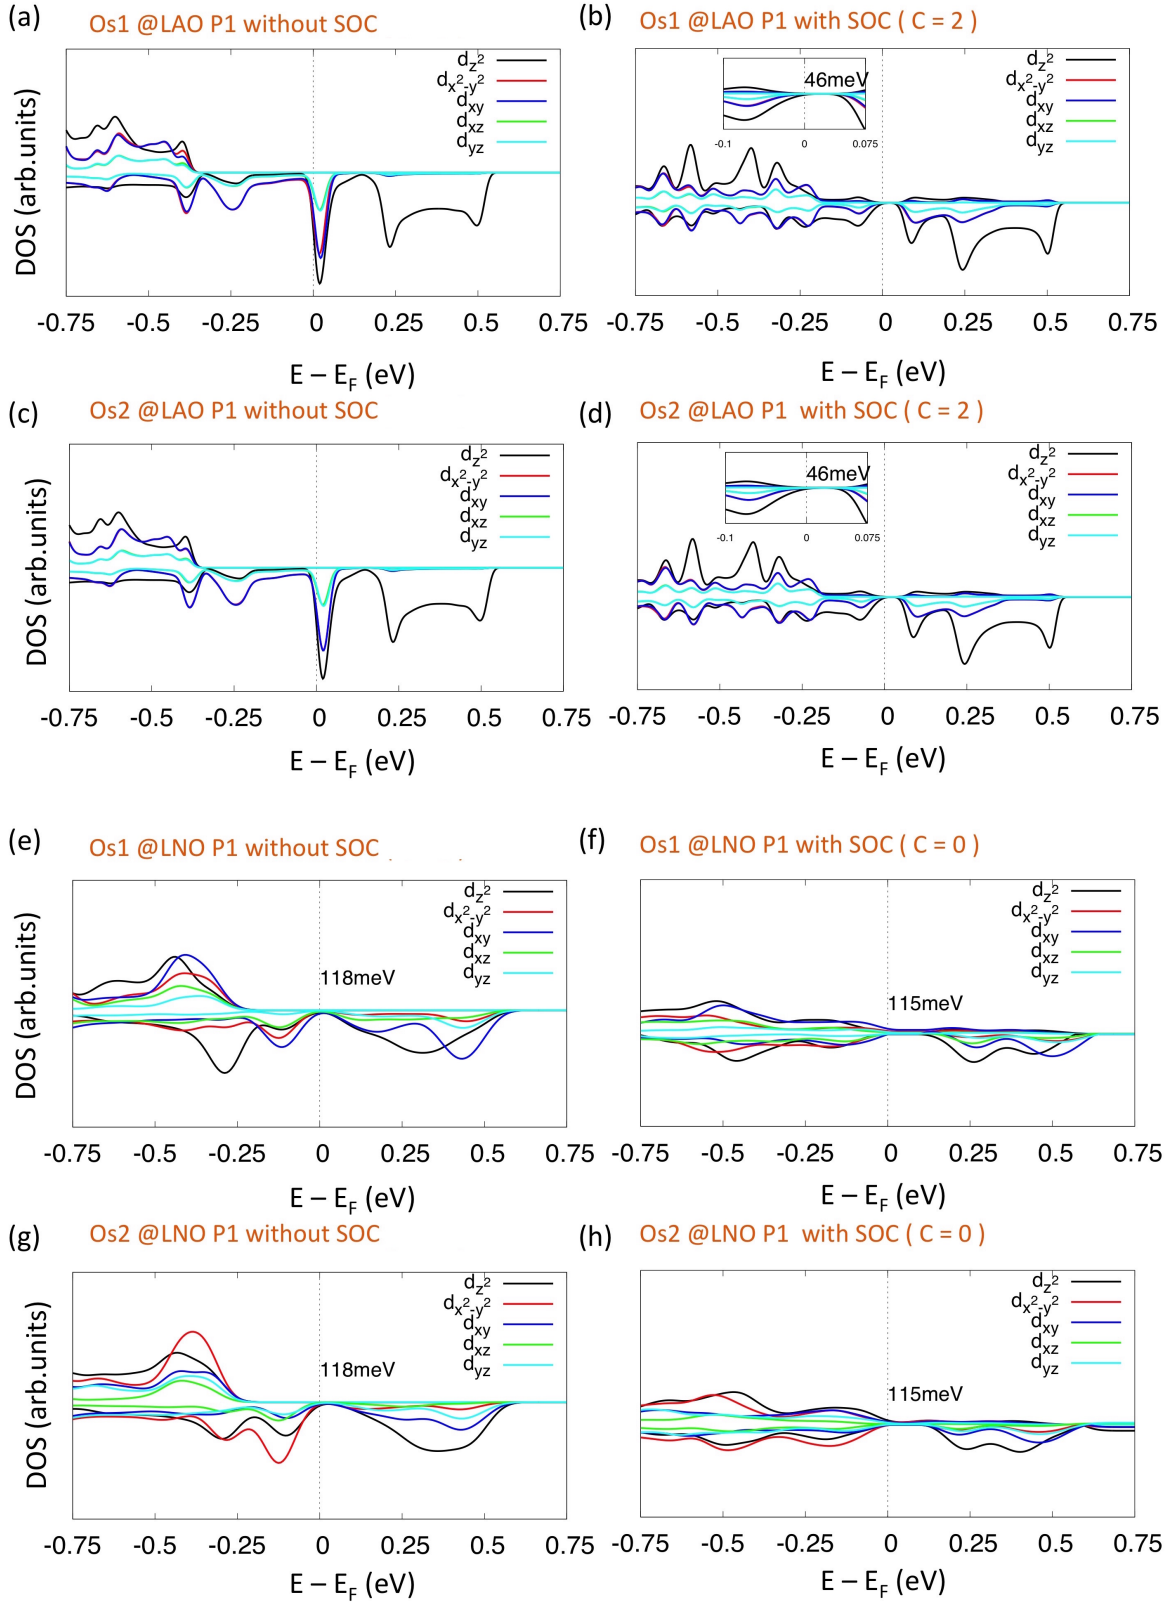 (a) Os1 @LAO P1 without SOC
d_z²
d_x²-y²
d_xy
d_xz
d_yz
DOS (arb.units)
-0.75 -0.5 -0.25 0 0.25 0.5 0.75
E – E_F (eV)
(b) Os1 @LAO P1 with SOC ( C = 2 )
46meV
-0.1 0 0.075
d_z²
d_x²-y²
d_xy
d_xz
d_yz
-0.75 -0.5 -0.25 0 0.25 0.5 0.75
E – E_F (eV)
(c) Os2 @LAO P1 without SOC
d_z²
d_x²-y²
d_xy
d_xz
d_yz
DOS (arb.units)
-0.75 -0.5 -0.25 0 0.25 0.5 0.75
E – E_F (eV)
(d) Os2 @LAO P1 with SOC ( C = 2 )
46meV
-0.1 0 0.075
d_z²
d_x²-y²
d_xy
d_xz
d_yz
-0.75 -0.5 -0.25 0 0.25 0.5 0.75
E – E_F (eV)
(e) Os1 @LNO P1 without SOC
d_z²
d_x²-y²
d_xy
d_xz
d_yz
118meV
DOS (arb.units)
-0.75 -0.5 -0.25 0 0.25 0.5 0.75
E – E_F (eV)
(f) Os1 @LNO P1 with SOC ( C = 0 )
d_z²
d_x²-y²
d_xy
d_xz
d_yz
115meV
-0.75 -0.5 -0.25 0 0.25 0.5 0.75
E – E_F (eV)
(g) Os2 @LNO P1 without SOC
d_z²
d_x²-y²
d_xy
d_xz
d_yz
118meV
DOS (arb.units)
-0.75 -0.5 -0.25 0 0.25 0.5 0.75
E – E_F (eV)
(h) Os2 @LNO P1 with SOC ( C = 0 )
d_z²
d_x²-y²
d_xy
d_xz
d_yz
115meV
-0.75 -0.5 -0.25 0 0.25 0.5 0.75
E – E_F (eV)